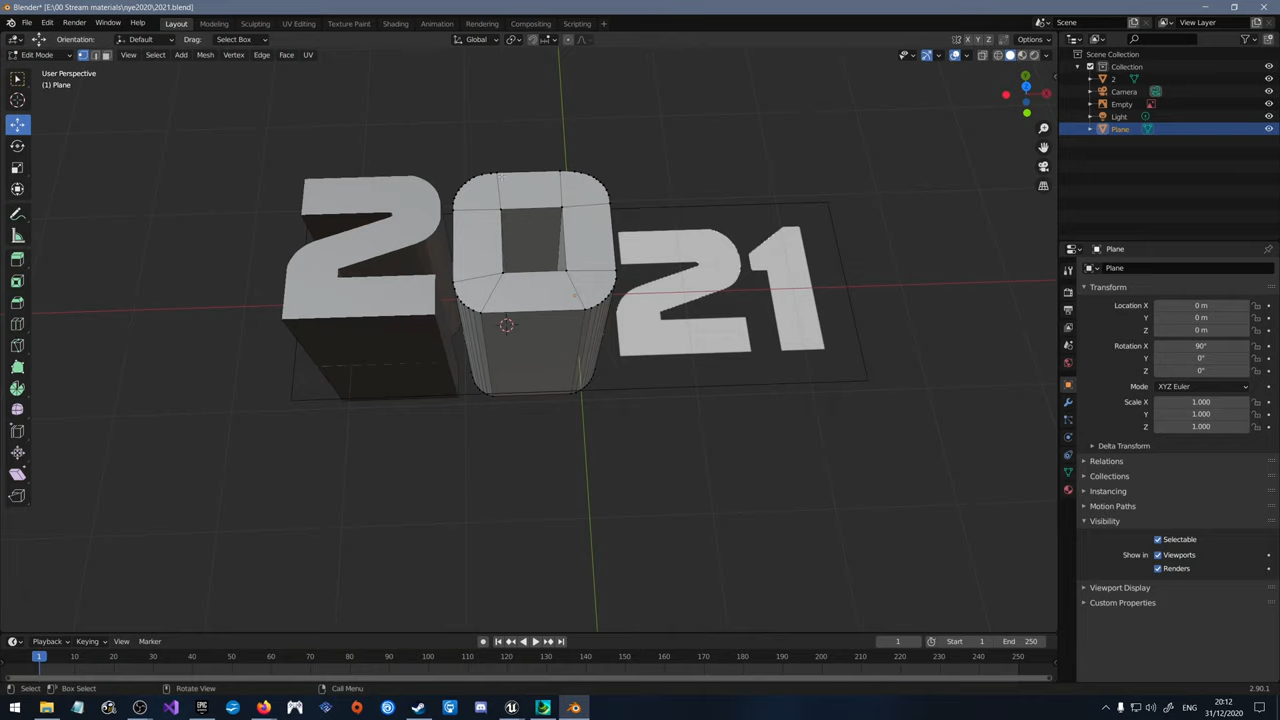 Blender* [E:\00 Stream materials\nye2020\2021.blend]
File Edit Render Window Help Layout Modeling Sculpting UV Editing Texture Paint Shading Animation Rendering Compositing Scripting Scene View Layer
Orientation: Default Drag: Select Box Global X Y Z Options
Edit Mode View Select Add Mesh Vertex Edge Face UV
User Perspective
(1) Plane
Scene Collection
Collection
2
Camera
Empty
Light
Plane
2021
Plane
Plane
Transform
Location X 0 m
Y 0 m
Z 0 m
Rotation X 90°
Y 0°
Z 0°
Mode XYZ Euler
Scale X 1.000
Y 1.000
Z 1.000
Delta Transform
Relations
Collections
Instancing
Motion Paths
Visibility
Selectable
Show in Viewports
Renders
Viewport Display
Custom Properties
Playback Keying View Marker 1 Start 1 End 250
1 10 20 30 40 50 60 70 80 90 100 110 120 130 140 150 160 170 180 190 200 210 220 230 240 250
Select Box Select Rotate View Call Menu 2.90.1
ENG 20:12
31/12/2020